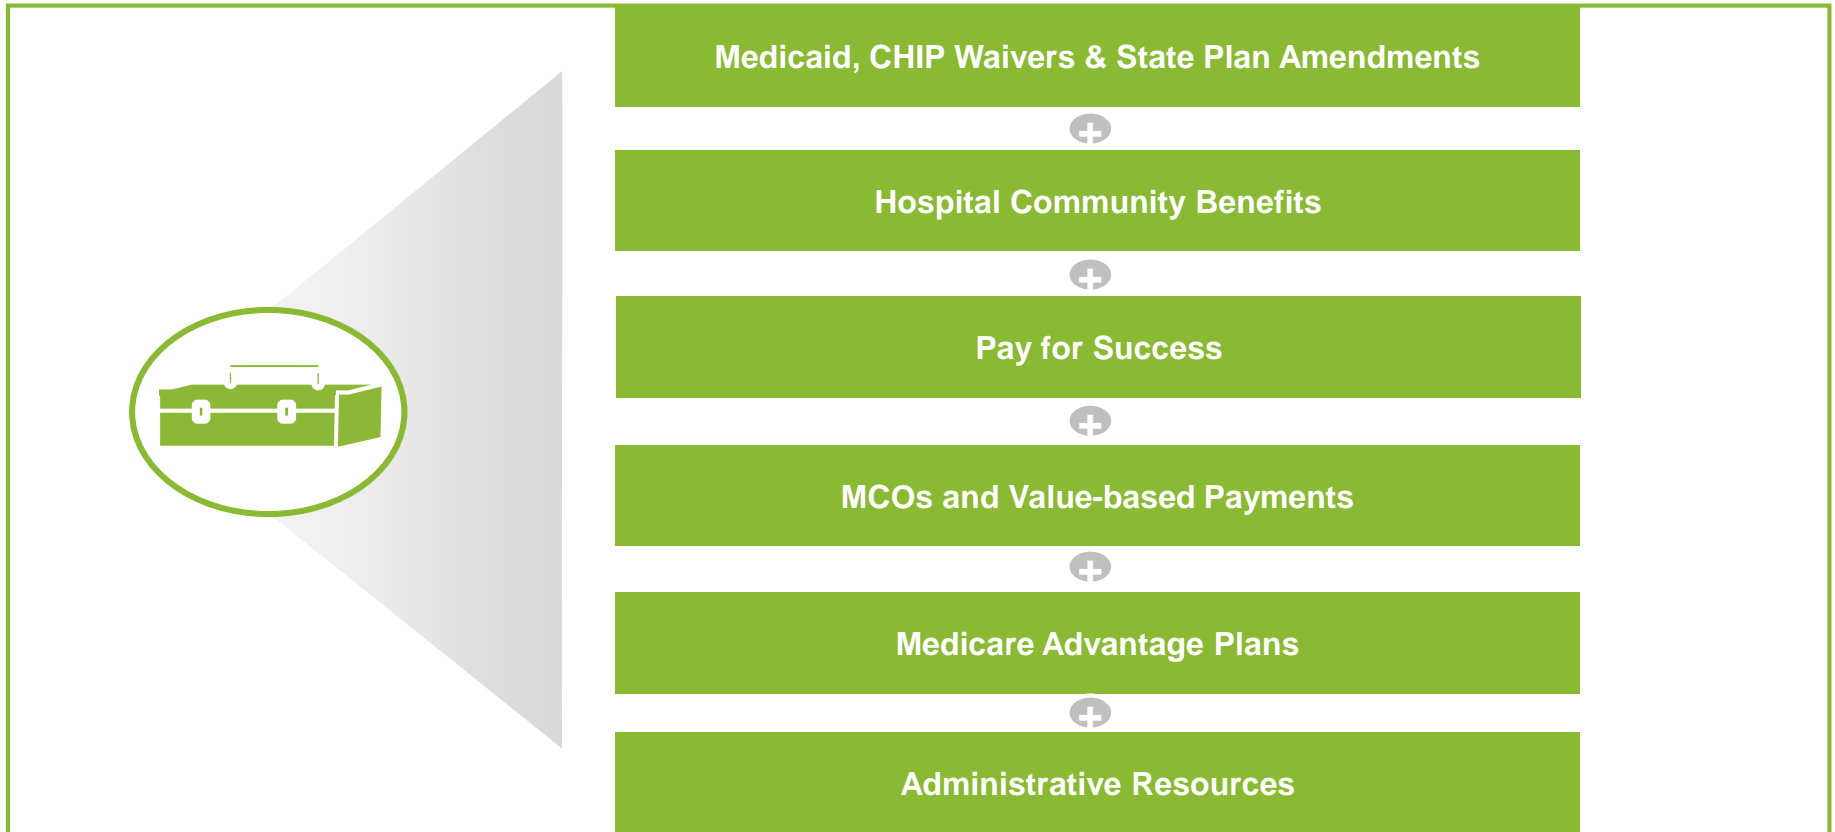 Medicaid, CHIP Waivers & State Plan Amendments
Hospital Community Benefits
Pay for Success
MCOs and Value-based Payments
Medicare Advantage Plans
Administrative Resources